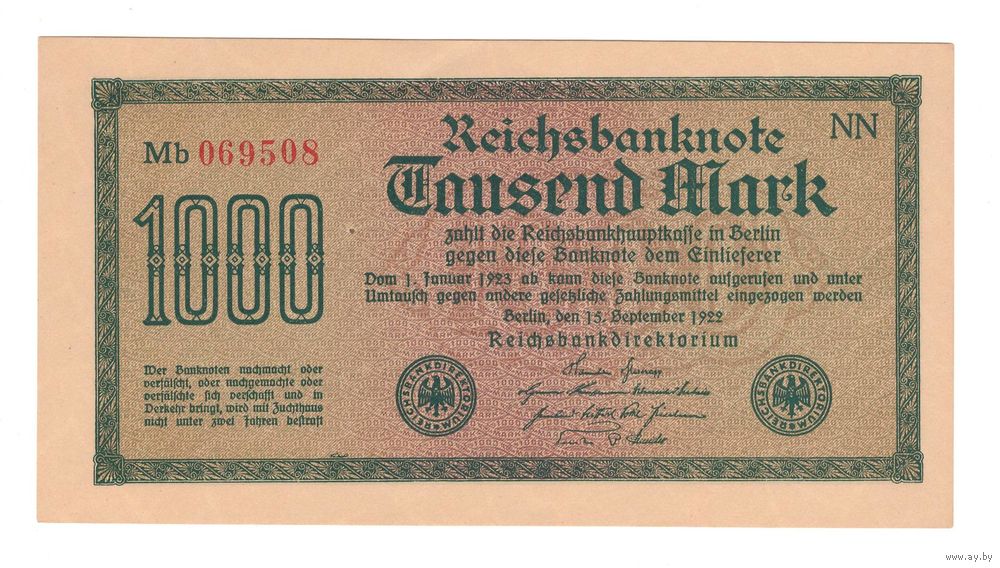 Reichsbanknote
NN
Mb 069508
Tausend Mark
1000
zahlt die Reichsbankhauptkasse in Berlin
gegen diese Banknote dem Einlieferer
Vom 1. Januar 1923 ab kann diese Banknote aufgerufen und unter
Umtausch gegen andere gesetzliche Zahlungsmittel eingezogen werden
Berlin, den 15. September 1922
Reichsbankdirektorium
Wer Banknoten nachmacht oder
verfälscht, oder nachgemachte oder
verfälschte sich verschafft und in
Verkehr bringt, wird mit Zuchthaus
nicht unter zwei Jahren bestraft
REICHSBANKDIREKTORIUM
REICHSBANKDIREKTORIUM
www.ay.by